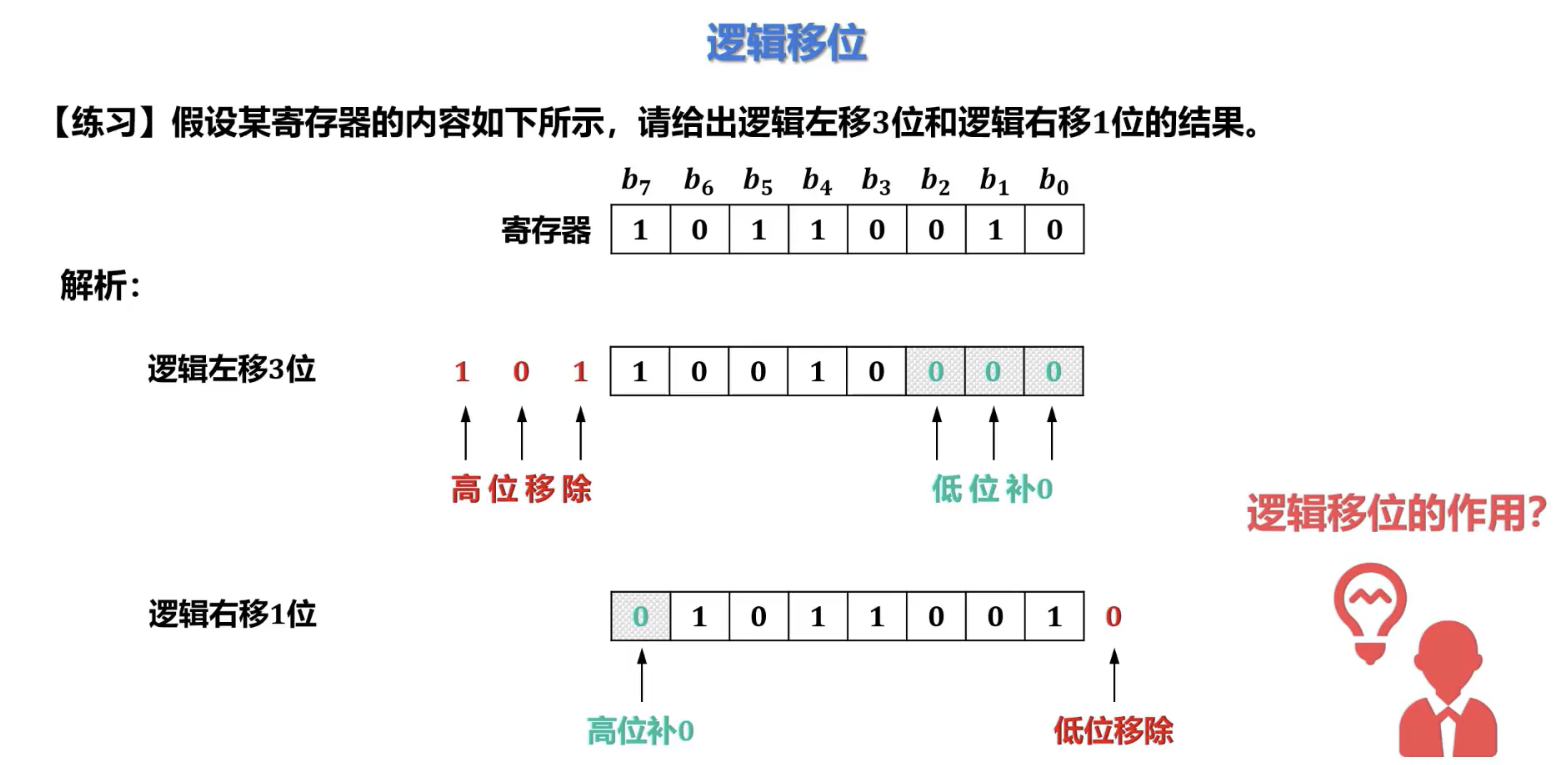 逻辑移位
【练习】假设某寄存器的内容如下所示，请给出逻辑左移3位和逻辑右移1位的结果。
b₇ b₆ b₅ b₄ b₃ b₂ b₁ b₀
寄存器 1 0 1 1 0 0 1 0
解析：
逻辑左移3位 1 0 1 1 0 0 1 0 0 0 0
高位移除 低位补0
逻辑移位的作用？
逻辑右移1位 0 1 0 1 1 0 0 1 0
高位补0 低位移除